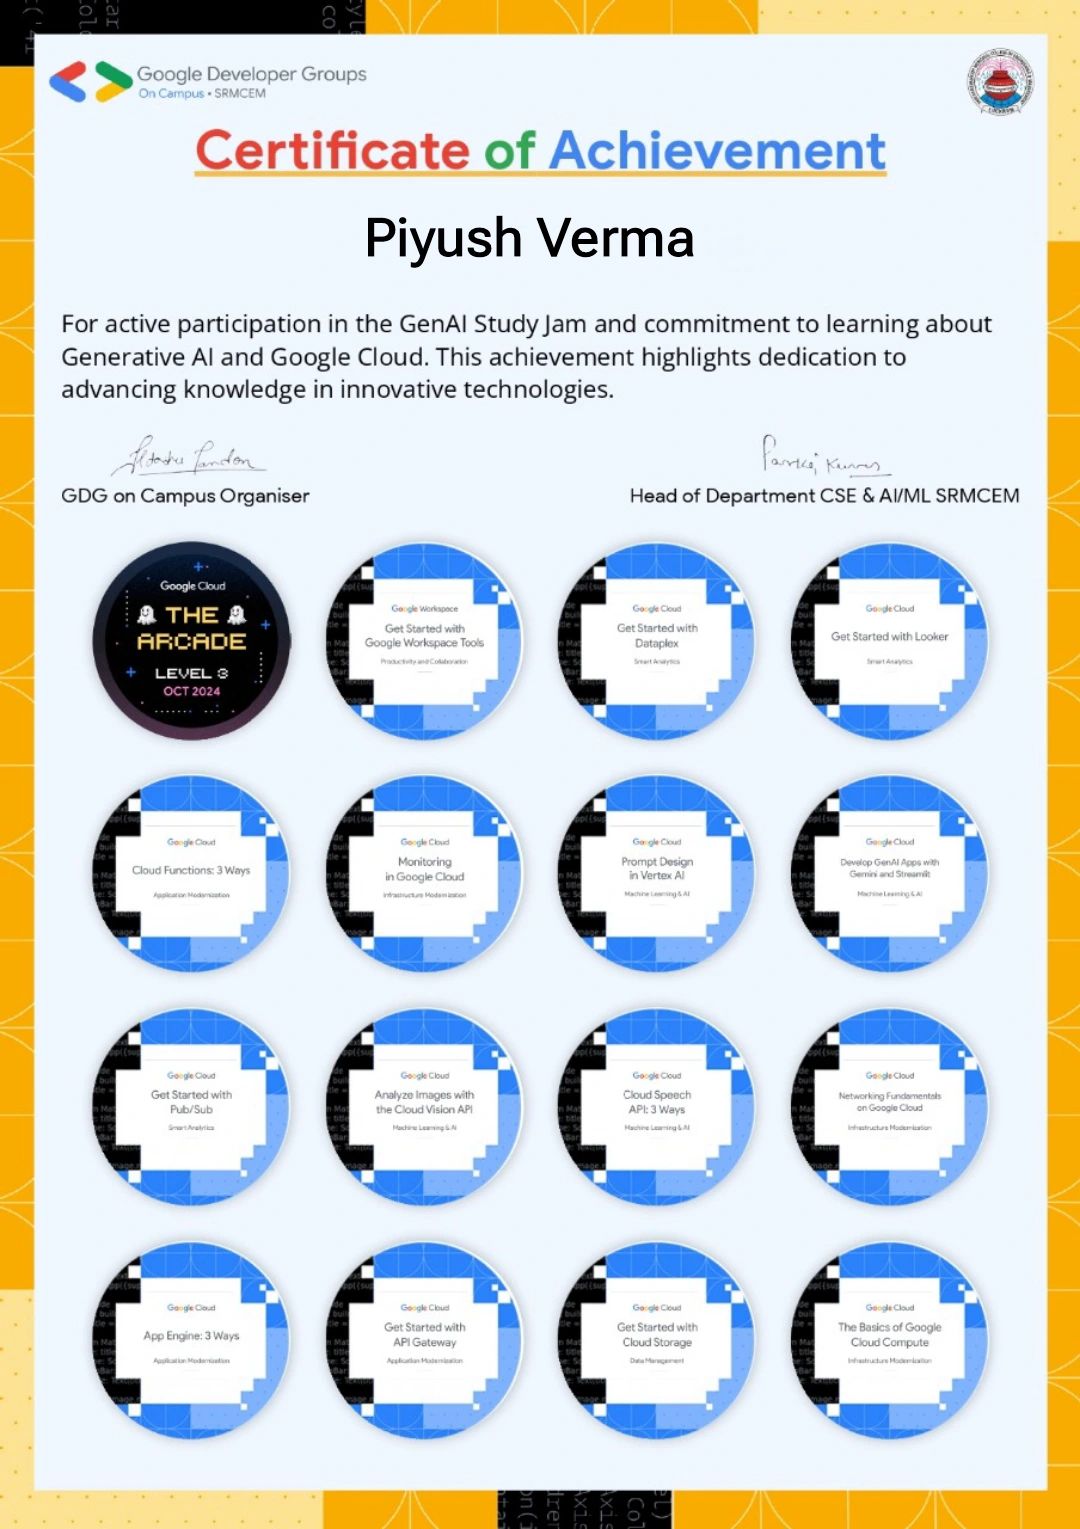 Google Developer Groups
On Campus • SRMCEM
Certificate of Achievement
Piyush Verma
For active participation in the GenAI Study Jam and commitment to learning about
Generative AI and Google Cloud. This achievement highlights dedication to
advancing knowledge in innovative technologies.
Pankaj Kumar
GDG on Campus Organiser
Head of Department CSE & AI/ML SRMCEM
Google Cloud
THE
ARCADE
LEVEL 3
OCT 2024
Google Workspace
Get Started with
Google Workspace Tools
Productivity and Collaboration
Google Cloud
Get Started with
Dataplex
Smart Analytics
Google Cloud
Get Started with Looker
Smart Analytics
Google Cloud
Cloud Functions: 3 Ways
Application Modernization
Google Cloud
Monitoring
in Google Cloud
Infrastructure Modernization
Google Cloud
Prompt Design
in Vertex AI
Machine Learning & AI
Google Cloud
Develop GenAI Apps with
Gemini and Streamlit
Machine Learning & AI
Google Cloud
Get Started with
Pub/Sub
Smart Analytics
Google Cloud
Analyze Images with
the Cloud Vision API
Machine Learning & AI
Google Cloud
Cloud Speech
API: 3 Ways
Machine Learning & AI
Google Cloud
Networking Fundamentals
on Google Cloud
Infrastructure Modernization
Google Cloud
App Engine: 3 Ways
Application Modernization
Google Cloud
Get Started with
API Gateway
Application Modernization
Google Cloud
Get Started with
Cloud Storage
Data Management
Google Cloud
The Basics of Google
Cloud Compute
Infrastructure Modernization